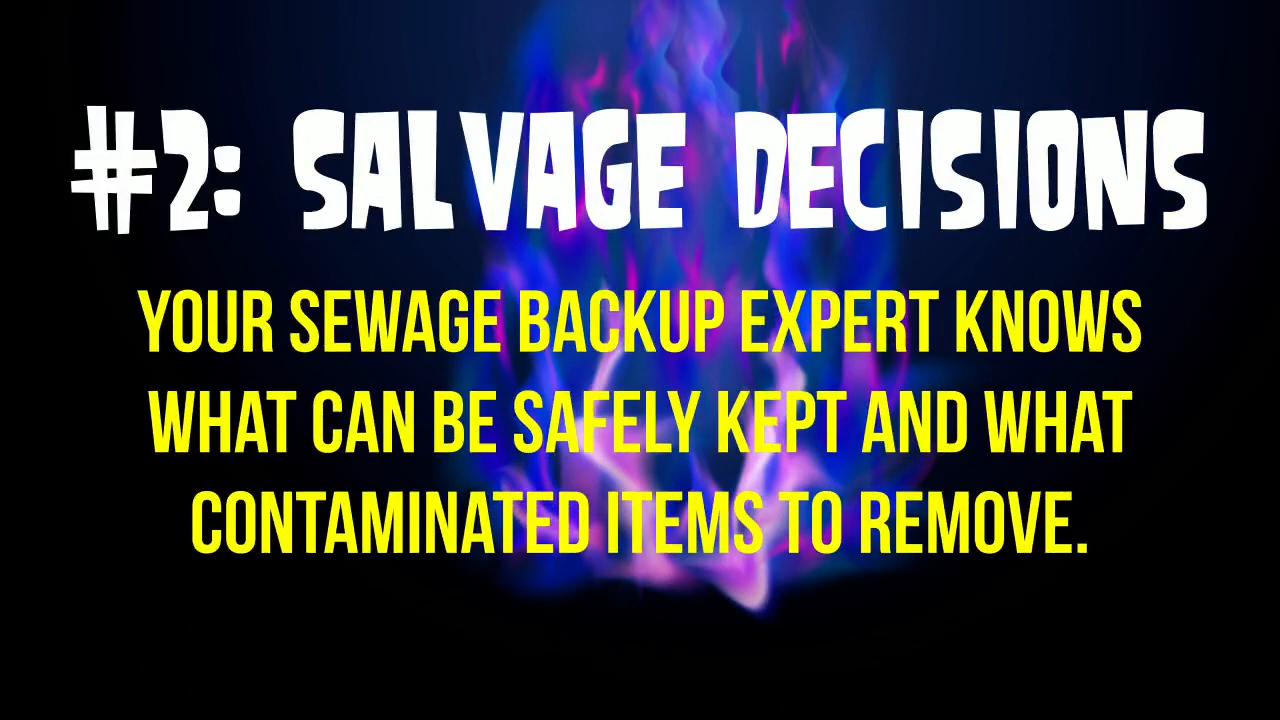 #2: SALVAGE DECISIONS
YOUR SEWAGE BACKUP EXPERT KNOWS
WHAT CAN BE SAFELY KEPT AND WHAT
CONTAMINATED ITEMS TO REMOVE.